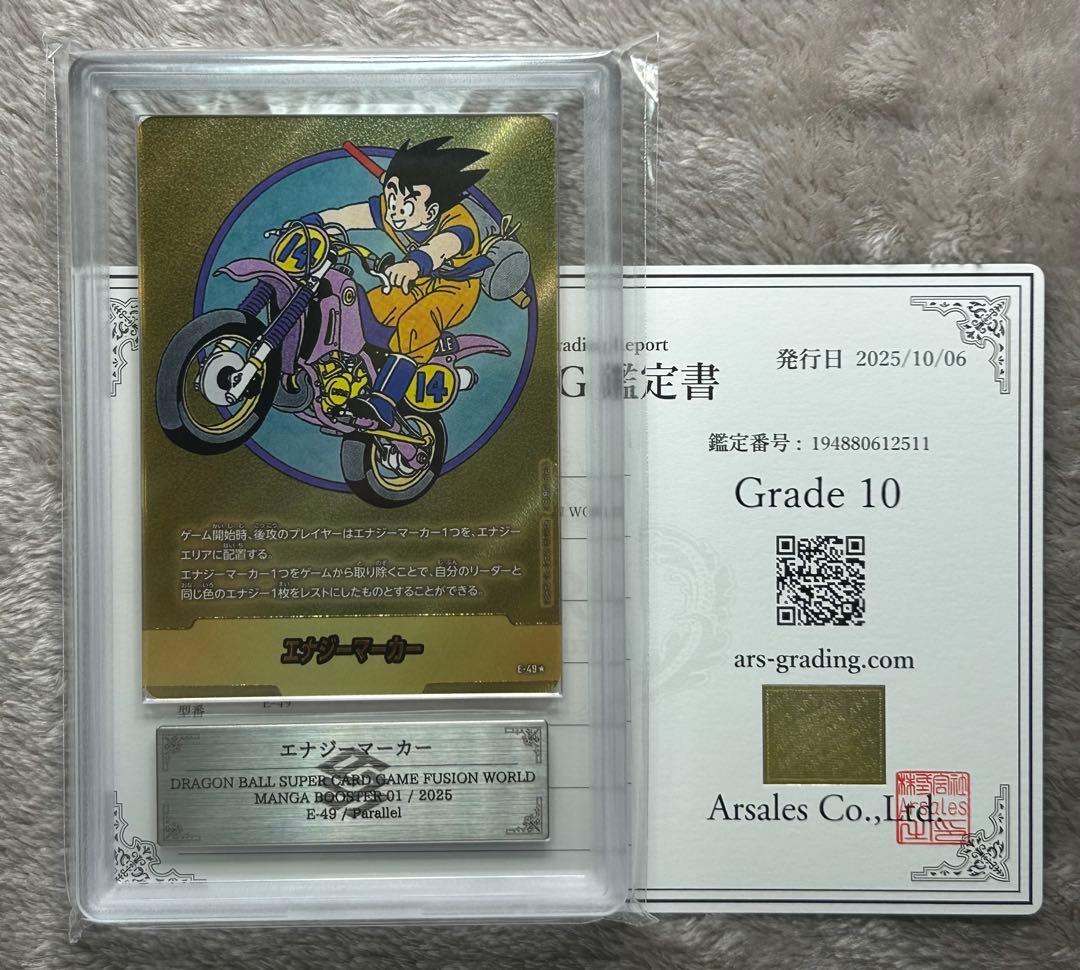 14
14
ゲーム開始時、後攻のプレイヤーはエナジーマーカー1つを、エナジー
エリアに配置する。
エナジーマーカー1つをゲームから取り除くことで、自分のリーダーと
同じ色のエナジー1枚をレストにしたものとすることができる。
エナジーマーカー
E-49★
型番 E-49
エナジーマーカー
DRAGON BALL SUPER CARD GAME FUSION WORLD
MANGA BOOSTER 01 / 2025
E-49 / Parallel
Report
鑑定書
発行日 2025/10/06
鑑定番号: 194880612511
Grade 10
ars-grading.com
Arsales Co.,Ltd.